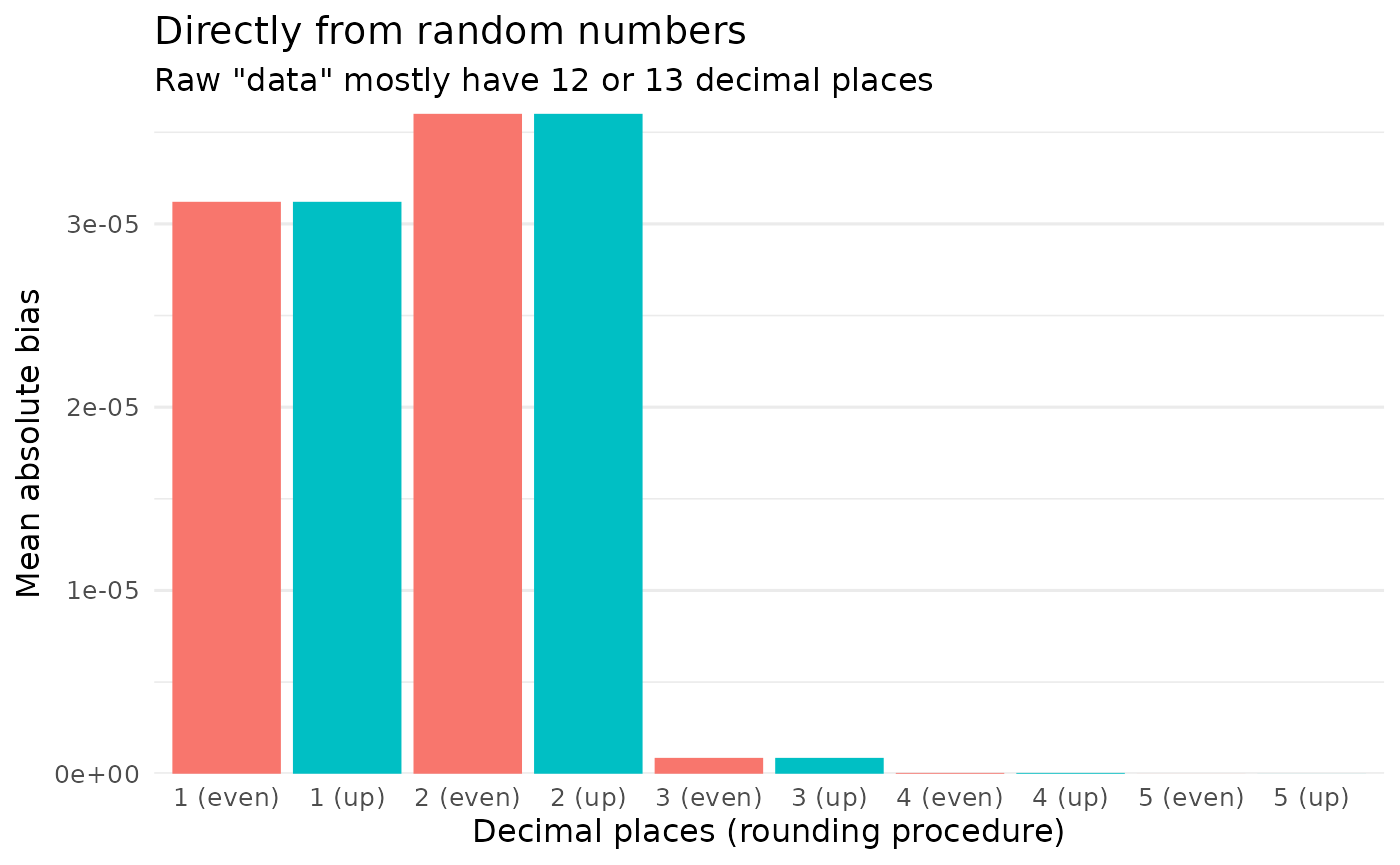 Directly from random numbers
Raw "data" mostly have 12 or 13 decimal places
Mean absolute bias
3e-05
2e-05
1e-05
0e+00
1 (even) 1 (up) 2 (even) 2 (up) 3 (even) 3 (up) 4 (even) 4 (up) 5 (even) 5 (up)
Decimal places (rounding procedure)